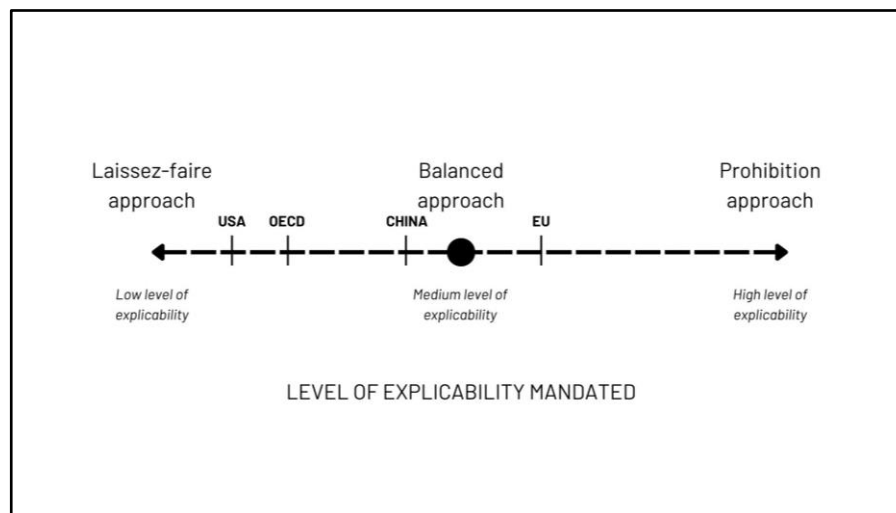 Laissez-faire
approach
Balanced
approach
Prohibition
approach
USA
OECD
CHINA
EU
Low level of
explicability
Medium level of
explicability
High level of
explicability
LEVEL OF EXPLICABILITY MANDATED